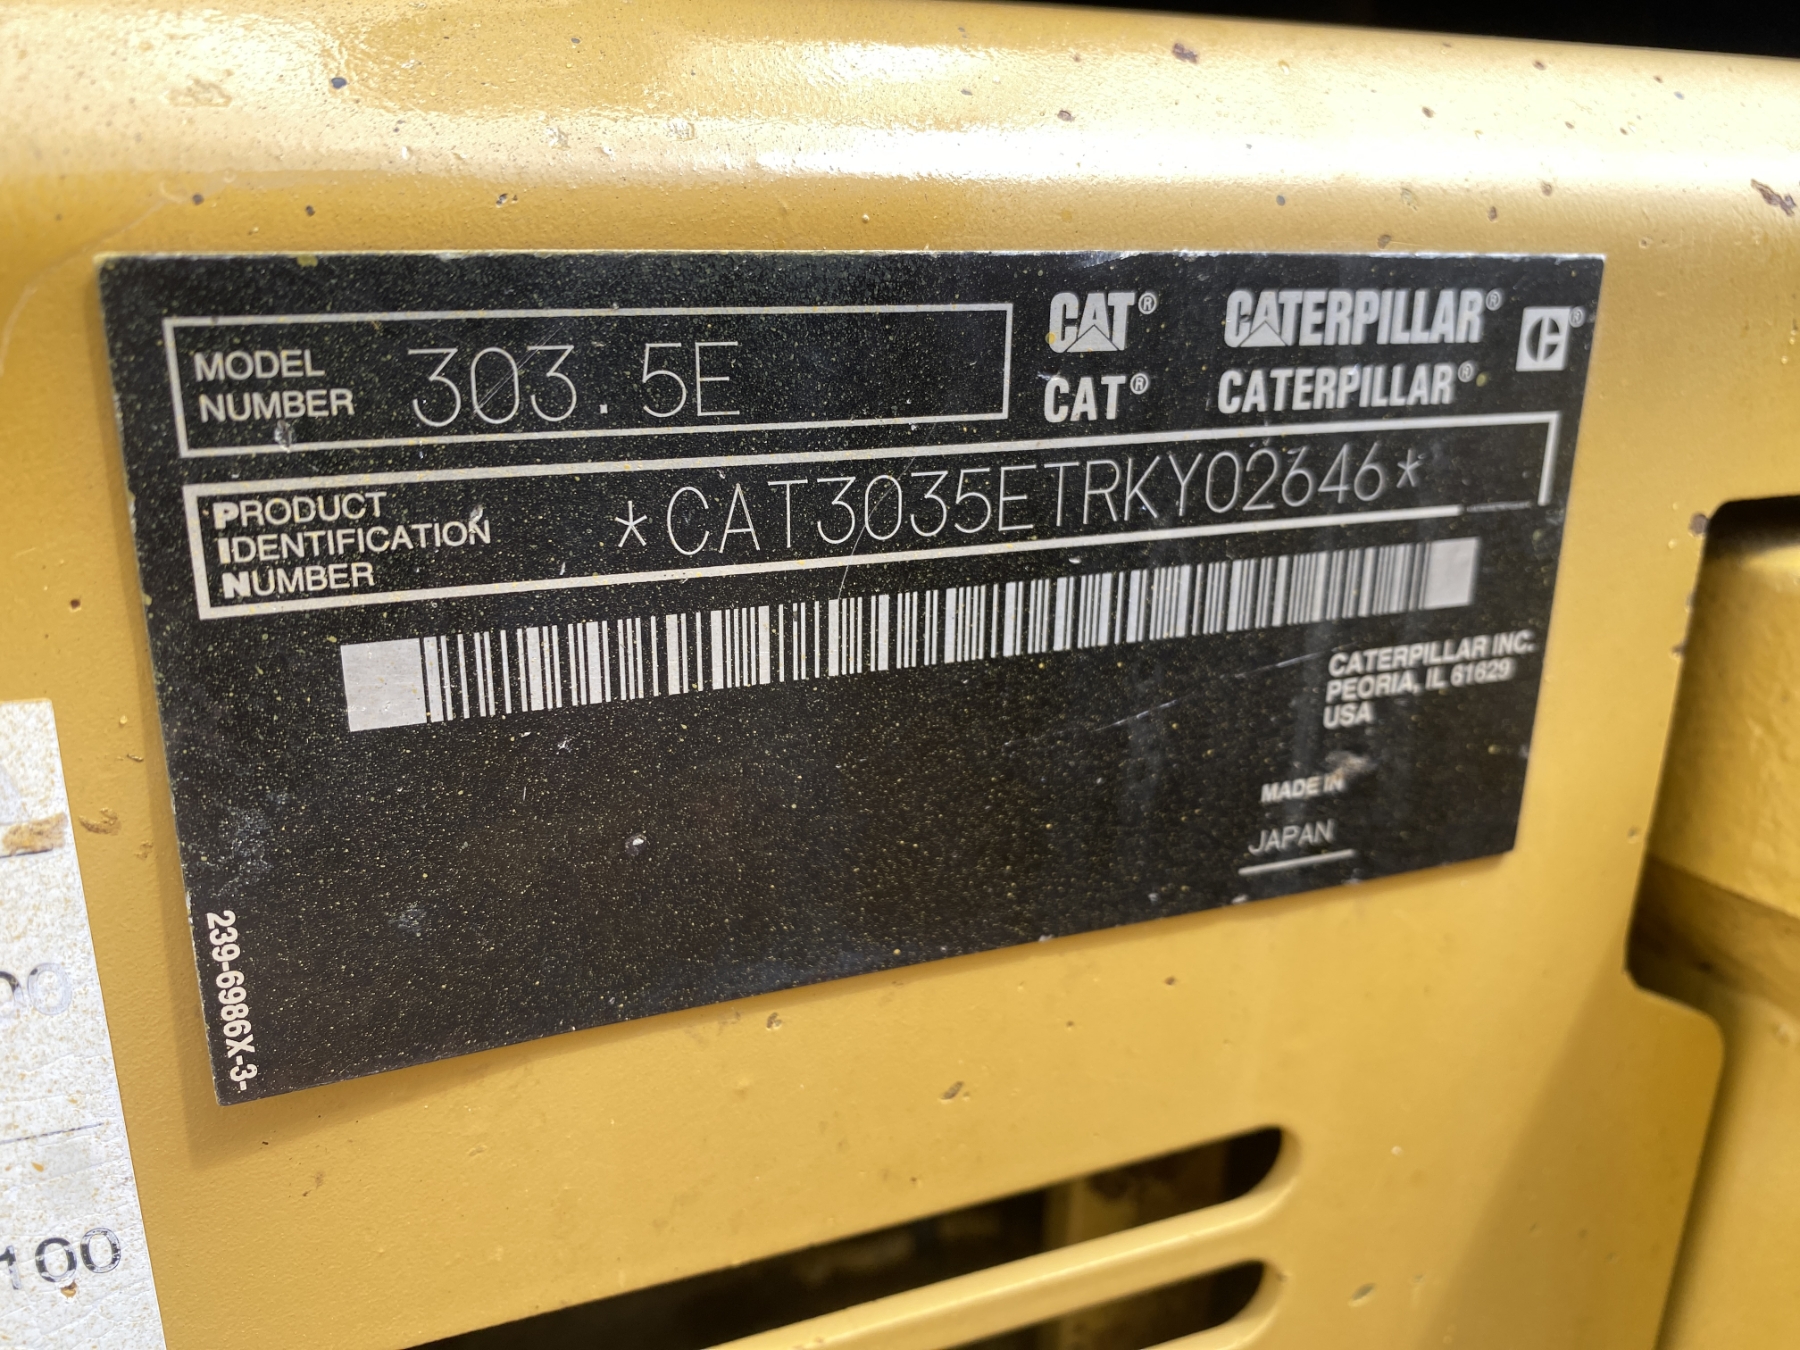 MODEL
NUMBER
303.5E
CAT® CATERPILLAR® C®
CAT® CATERPILLAR®
PRODUCT
IDENTIFICATION
NUMBER
*CAT3035ETRKY02646*
CATERPILLAR INC.
PEORIA, IL 61629
USA
MADE IN
JAPAN
239-6986X-3-
00
100